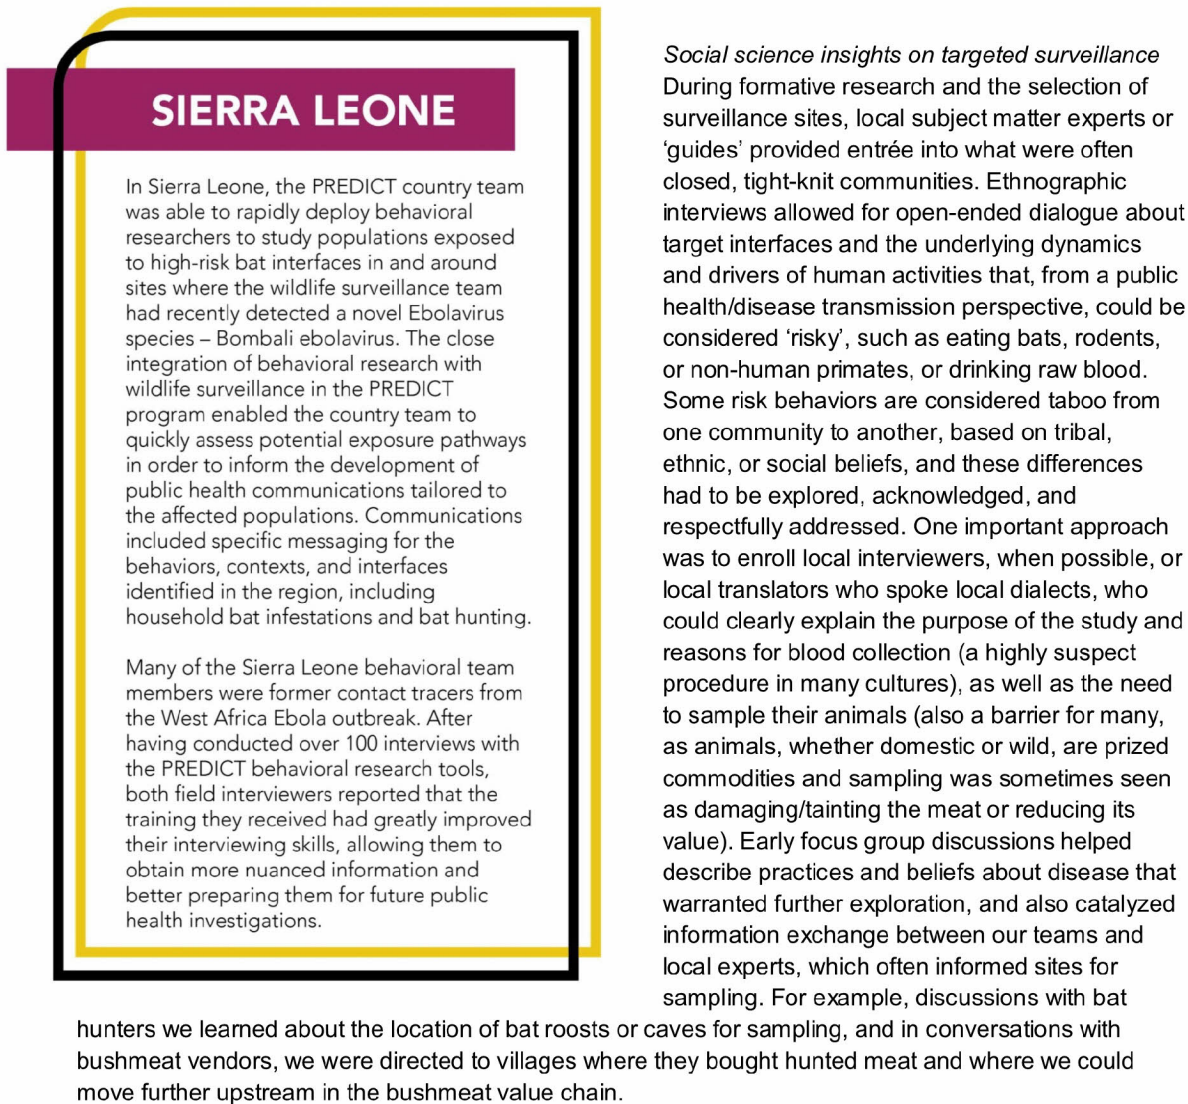 SIERRA LEONE
In Sierra Leone, the PREDICT country team
was able to rapidly deploy behavioral
researchers to study populations exposed
to high-risk bat interfaces in and around
sites where the wildlife surveillance team
had recently detected a novel Ebolavirus
species – Bombali ebolavirus. The close
integration of behavioral research with
wildlife surveillance in the PREDICT
program enabled the country team to
quickly assess potential exposure pathways
in order to inform the development of
public health communications tailored to
the affected populations. Communications
included specific messaging for the
behaviors, contexts, and interfaces
identified in the region, including
household bat infestations and bat hunting.
Many of the Sierra Leone behavioral team
members were former contact tracers from
the West Africa Ebola outbreak. After
having conducted over 100 interviews with
the PREDICT behavioral research tools,
both field interviewers reported that the
training they received had greatly improved
their interviewing skills, allowing them to
obtain more nuanced information and
better preparing them for future public
health investigations.
Social science insights on targeted surveillance
During formative research and the selection of
surveillance sites, local subject matter experts or
‘guides’ provided entrée into what were often
closed, tight-knit communities. Ethnographic
interviews allowed for open-ended dialogue about
target interfaces and the underlying dynamics
and drivers of human activities that, from a public
health/disease transmission perspective, could be
considered ‘risky’, such as eating bats, rodents,
or non-human primates, or drinking raw blood.
Some risk behaviors are considered taboo from
one community to another, based on tribal,
ethnic, or social beliefs, and these differences
had to be explored, acknowledged, and
respectfully addressed. One important approach
was to enroll local interviewers, when possible, or
local translators who spoke local dialects, who
could clearly explain the purpose of the study and
reasons for blood collection (a highly suspect
procedure in many cultures), as well as the need
to sample their animals (also a barrier for many,
as animals, whether domestic or wild, are prized
commodities and sampling was sometimes seen
as damaging/tainting the meat or reducing its
value). Early focus group discussions helped
describe practices and beliefs about disease that
warranted further exploration, and also catalyzed
information exchange between our teams and
local experts, which often informed sites for
sampling. For example, discussions with bat
hunters we learned about the location of bat roosts or caves for sampling, and in conversations with
bushmeat vendors, we were directed to villages where they bought hunted meat and where we could
move further upstream in the bushmeat value chain.